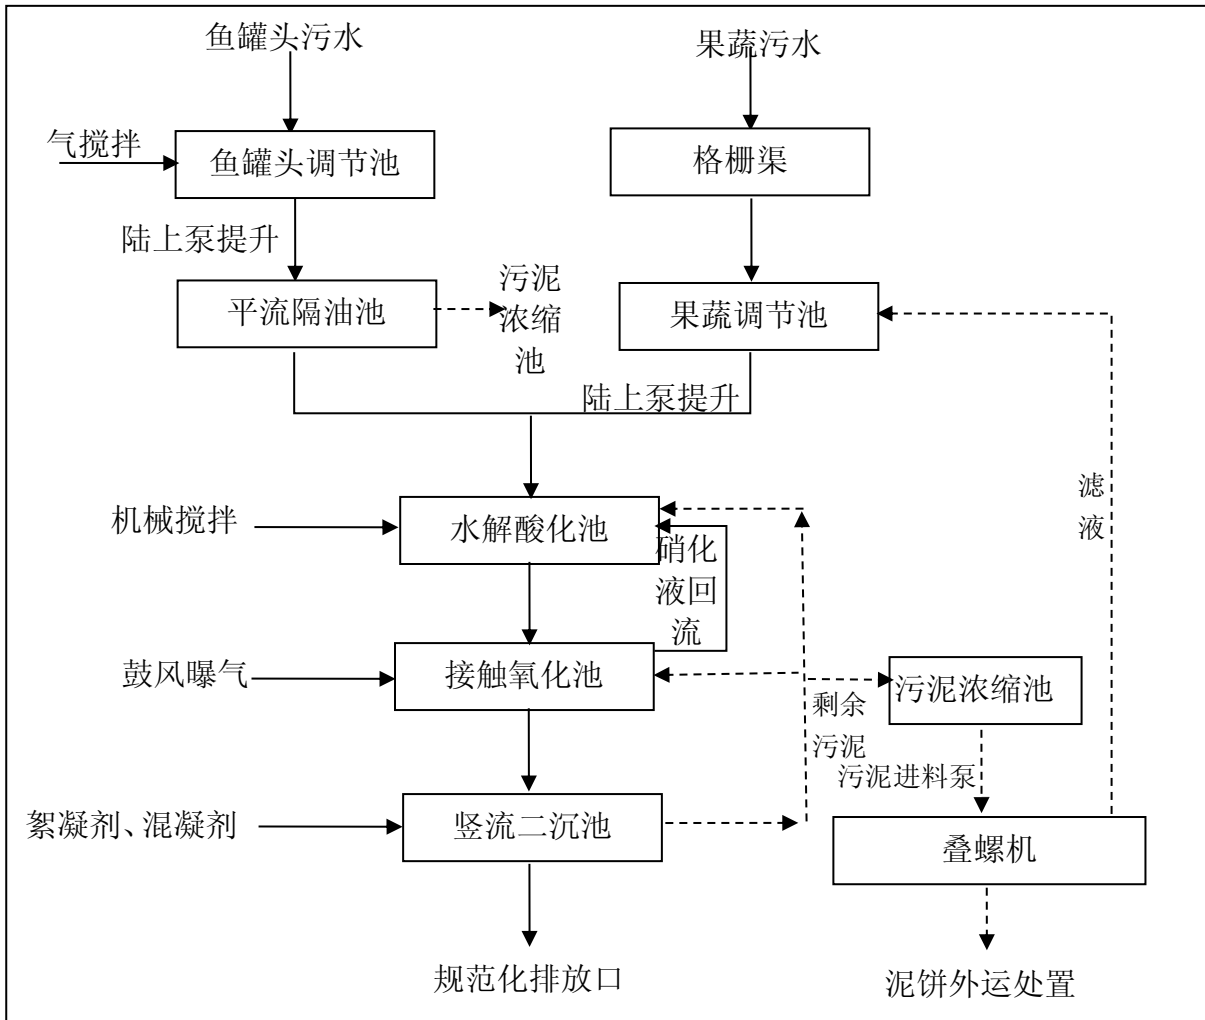 鱼罐头污水
果蔬污水
气搅拌
鱼罐头调节池
格栅渠
陆上泵提升
平流隔油池
污泥
浓缩
池
果蔬调节池
陆上泵提升
滤
液
机械搅拌
水解酸化池
硝化
液回
流
鼓风曝气
接触氧化池
污泥浓缩池
剩余
污泥
污泥进料泵
絮凝剂、混凝剂
竖流二沉池
叠螺机
规范化排放口
泥饼外运处置